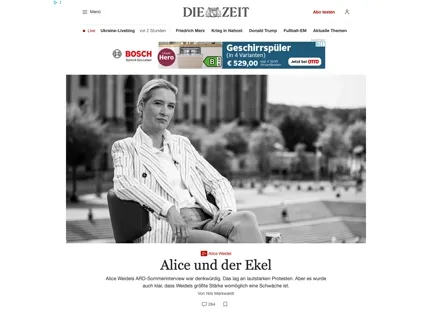 Menü
DIE ZEIT
Abo testen
Live
Ukraine-Liveblog
vor 2 Stunden
Friedrich Merz
Krieg in Nahost
Donald Trump
Fußball-EM
Aktuelle Themen
BOSCH
Hero
B
Geschirrspüler
(in 4 Varianten)
€ 529,00
Jetzt bei OTTO
Z+ Alice Weidel
Alice und der Ekel
Alice Weidels ARD-Sommerinterview war denkwürdig. Das lag an lautstarken Protesten. Aber es wurde
auch klar, dass Weidels größte Stärke womöglich eine Schwäche ist.
Von Nils Markwardt
284